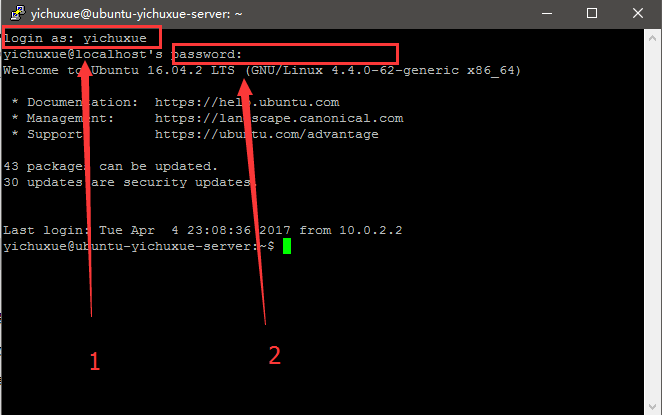 yichuxue@ubuntu-yichuxue-server: ~
login as: yichuxue
yichuxue@localhost's password:
Welcome to Ubuntu 16.04.2 LTS (GNU/Linux 4.4.0-62-generic x86_64)
* Documentation: https://help.ubuntu.com
* Management: https://landscape.canonical.com
* Support: https://ubuntu.com/advantage
43 packages can be updated.
30 updates are security updates.
Last login: Tue Apr 4 23:08:36 2017 from 10.0.2.2
yichuxue@ubuntu-yichuxue-server:~$
1
2